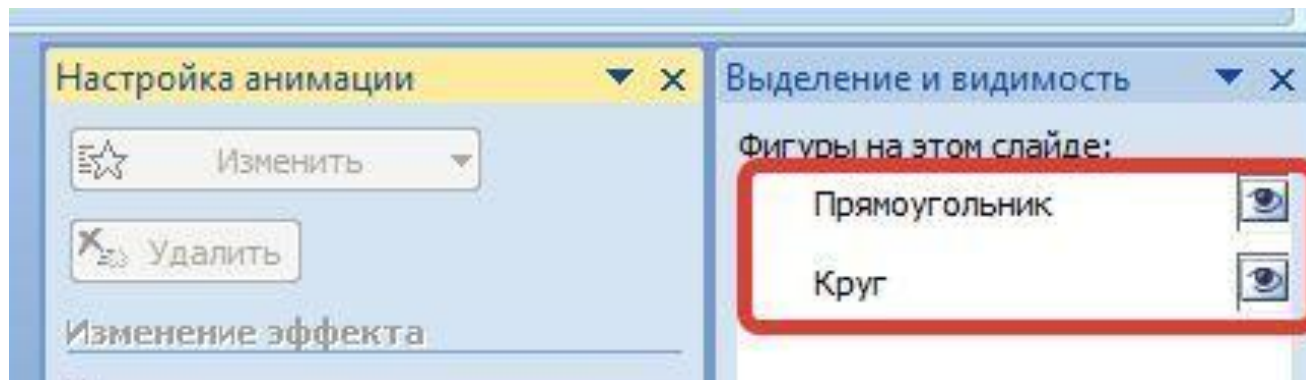 Настройка анимации
Изменить
Удалить
Изменение эффекта
Выделение и видимость
Фигуры на этом слайде:
Прямоугольник
Круг